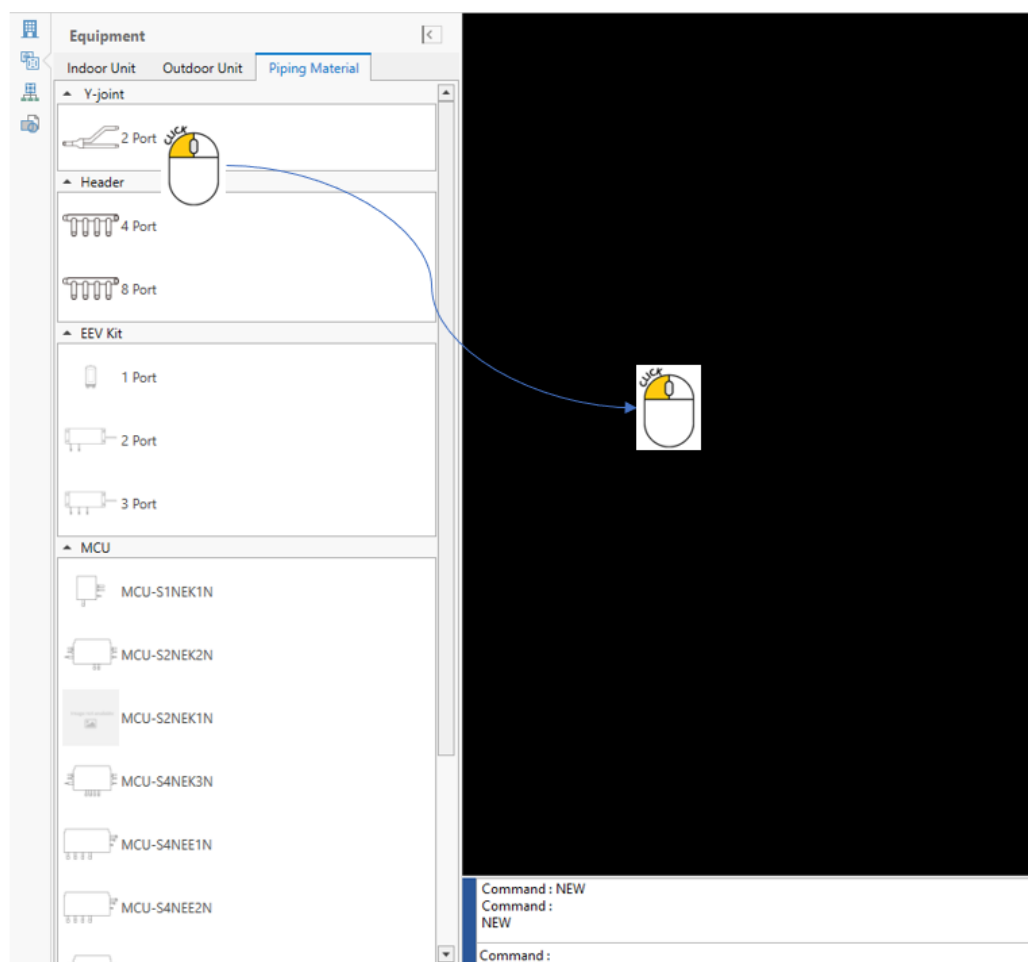 Equipment
Indoor Unit Outdoor Unit Piping Material
Y-joint
2 Port
CLICK
Header
4 Port
8 Port
EEV Kit
1 Port
CLICK
2 Port
3 Port
MCU
MCU-S1NEK1N
MCU-S2NEK2N
MCU-S2NEK1N
MCU-S4NEK3N
MCU-S4NEE1N
MCU-S4NEE2N
Command : NEW
Command :
NEW
Command :